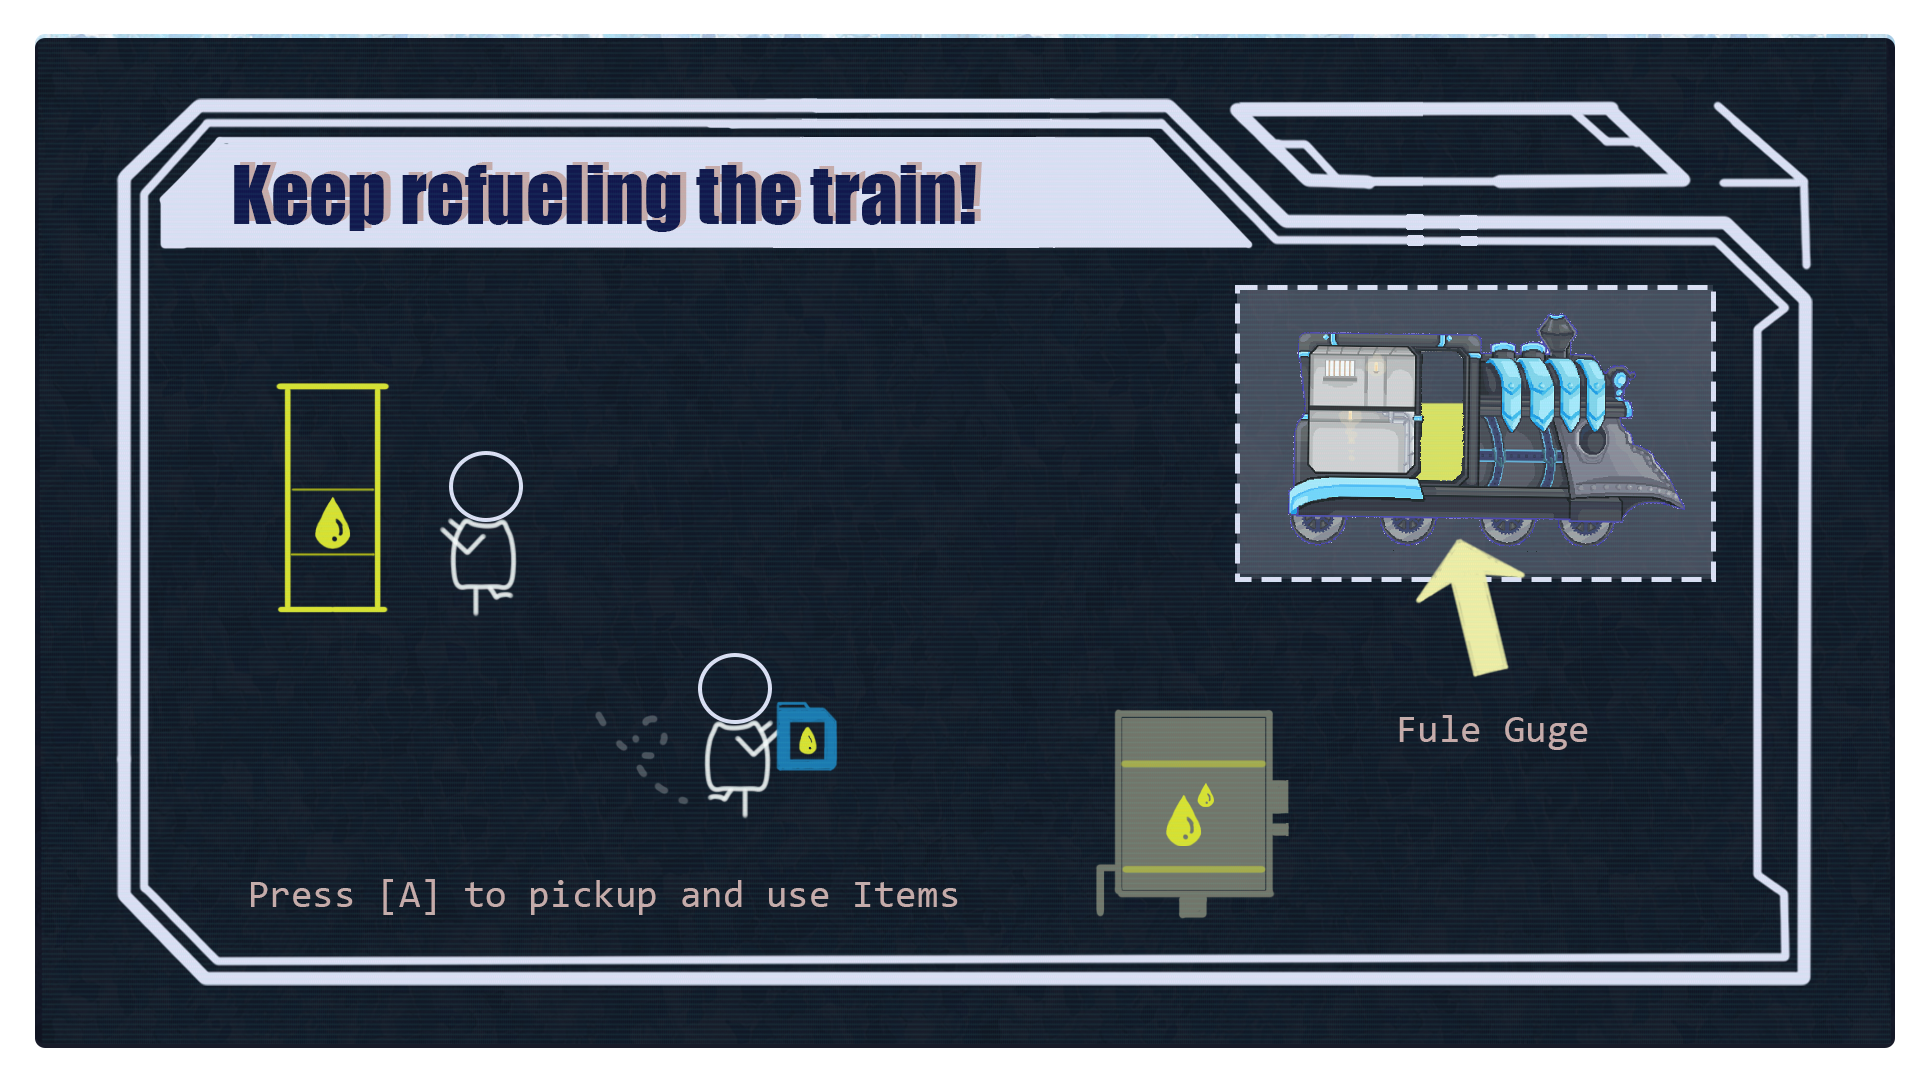 Keep refueling the train!
Fule Guge
Press [A] to pickup and use Items